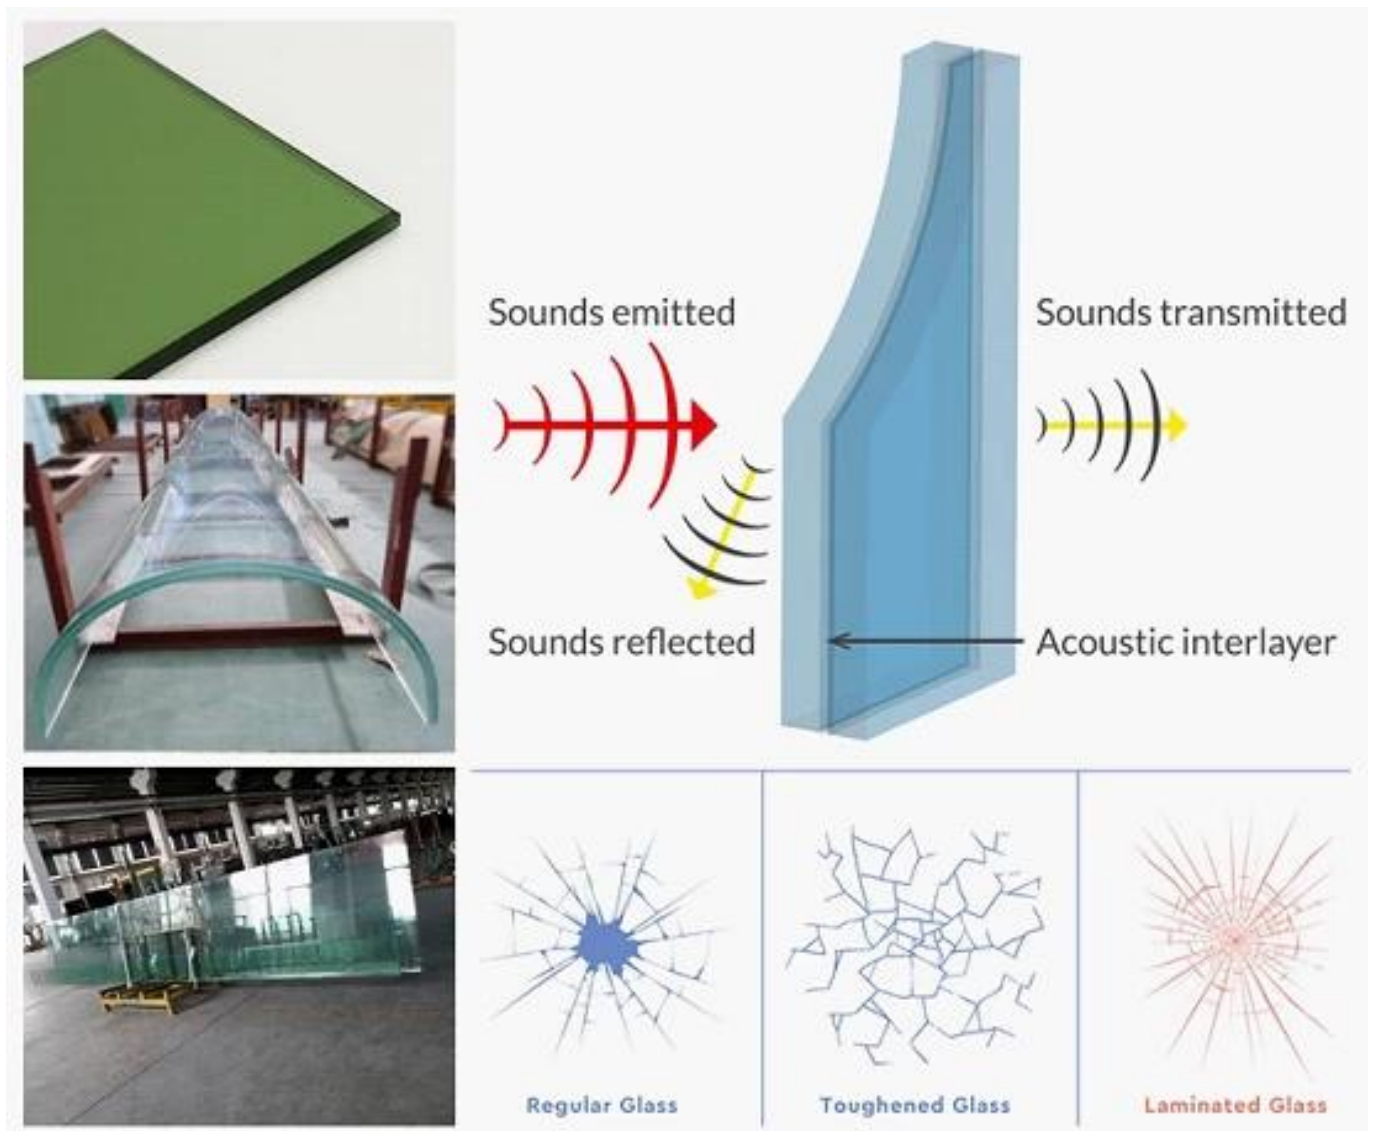 Sounds emitted
Sounds transmitted
Sounds reflected
Acoustic interlayer
Regular Glass
Toughened Glass
Laminated Glass